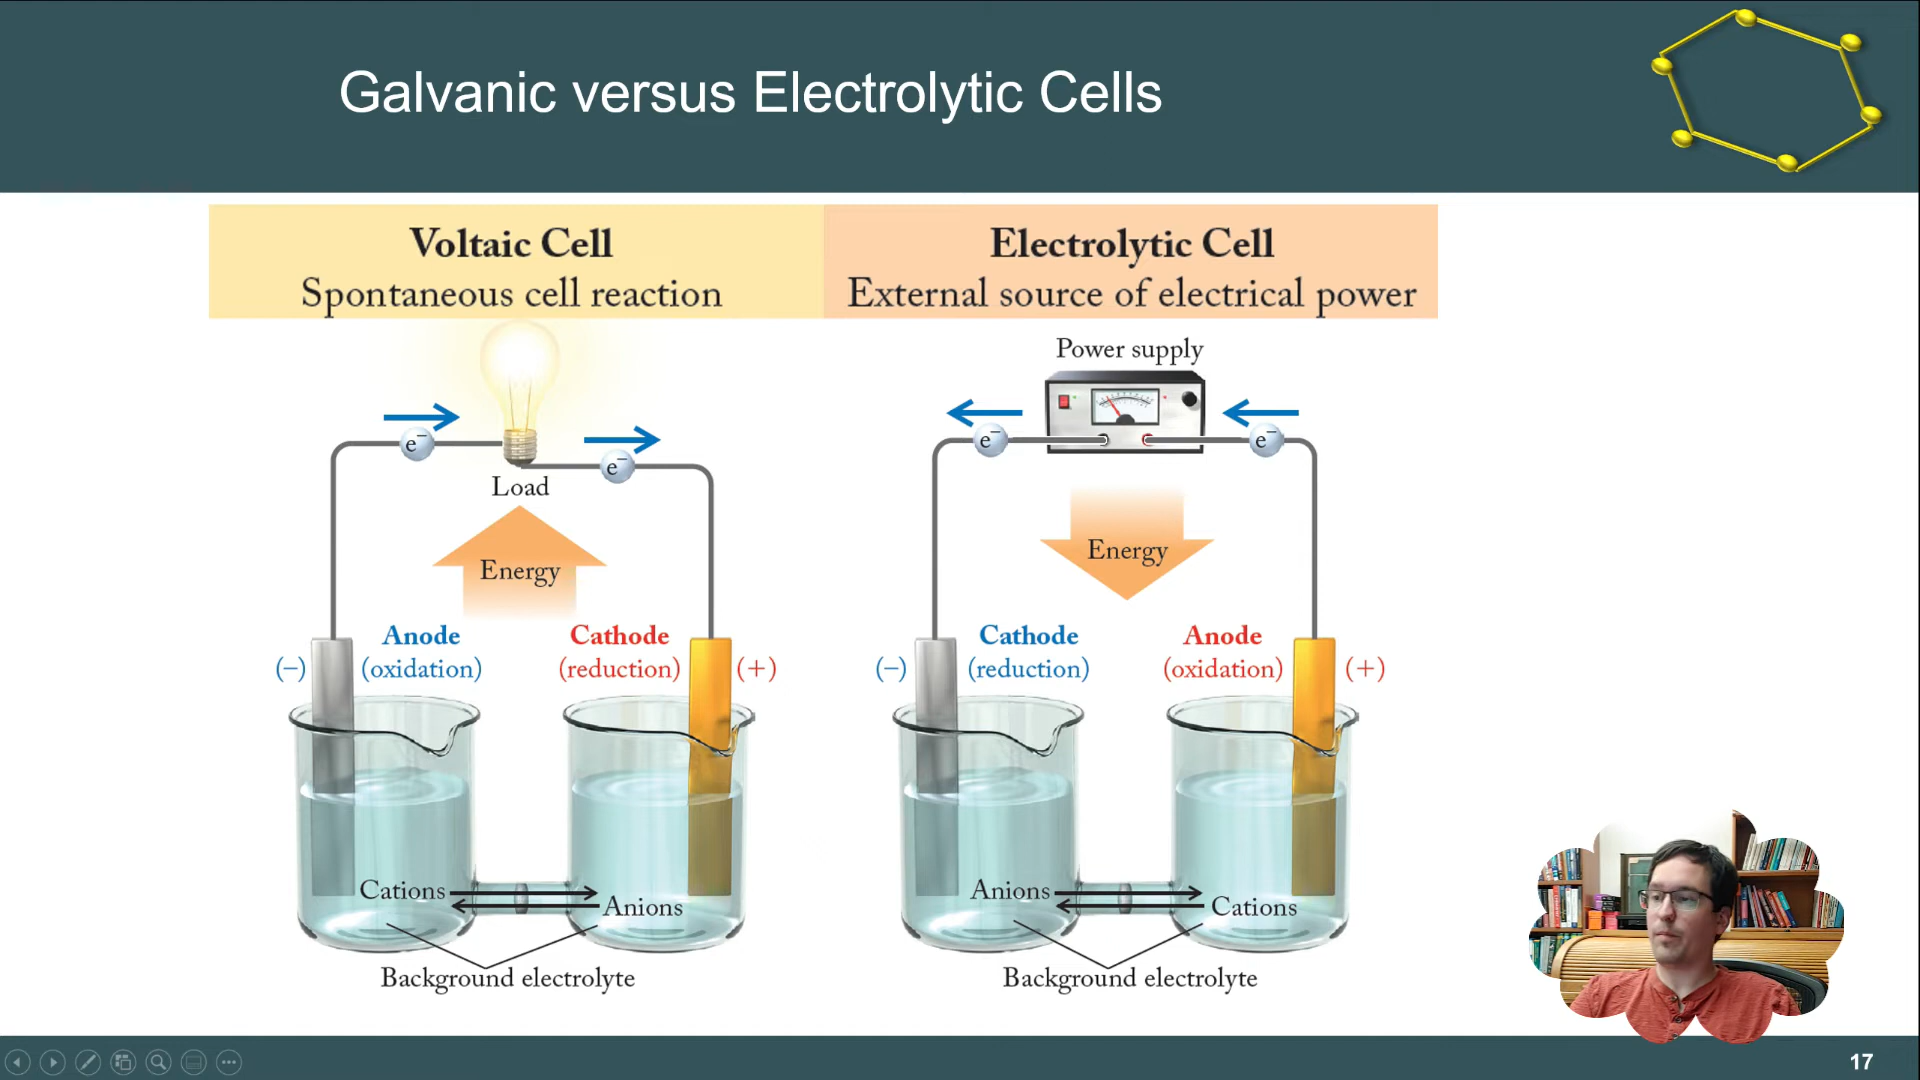 Galvanic versus Electrolytic Cells
Voltaic Cell
Spontaneous cell reaction
Electrolytic Cell
External source of electrical power
e⁻
e⁻
Load
Energy
Anode
(oxidation)
(−)
Cathode
(reduction)
(+)
Cations
Anions
Background electrolyte
Power supply
e⁻
e⁻
Energy
Cathode
(reduction)
(−)
Anode
(oxidation)
(+)
Anions
Cations
Background electrolyte
17